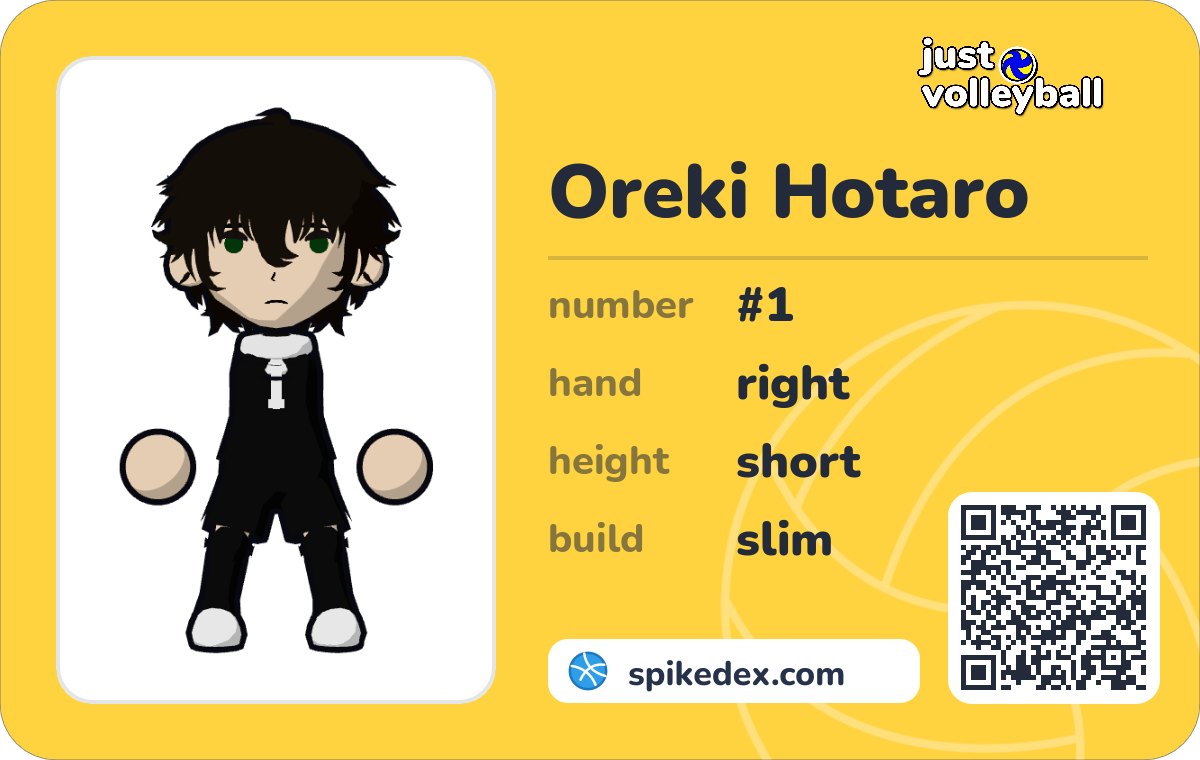 just
volleyball
Oreki Hotaro
number #1
hand right
height short
build slim
spikedex.com